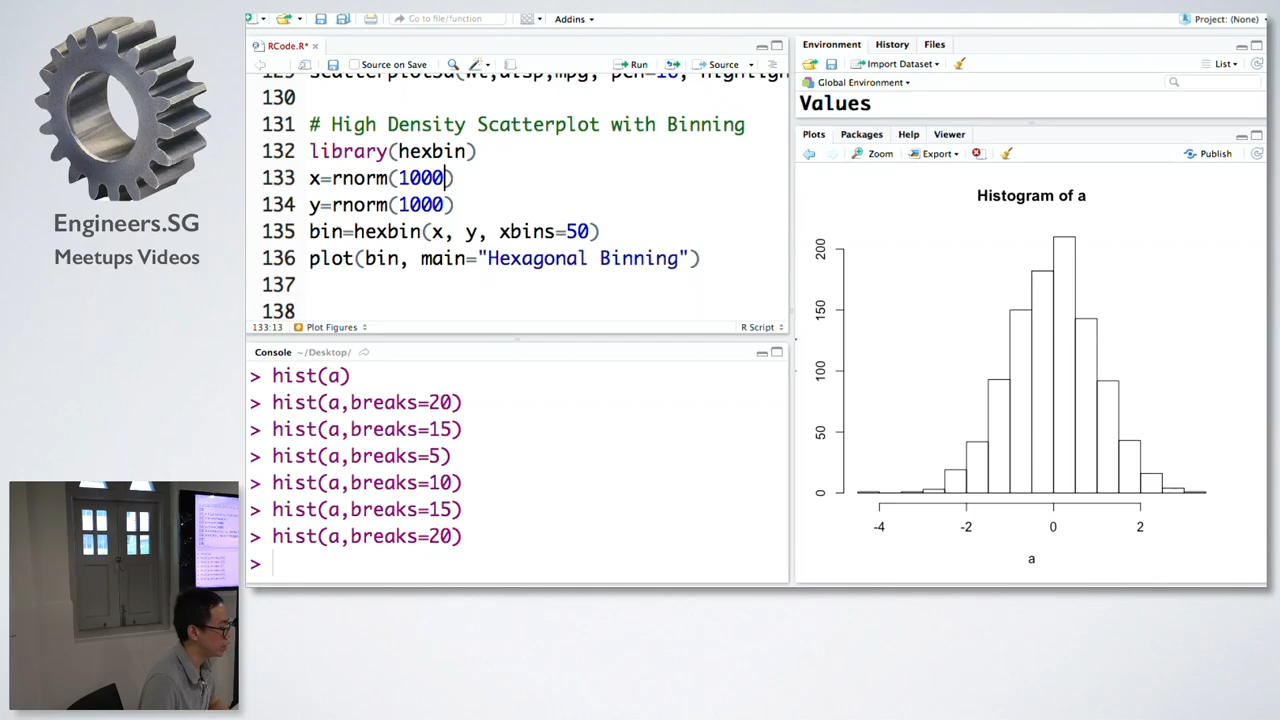 Go to file/function
Addins
Project: (None)
RCode.R*
Source on Save
Run
Source
130
131 # High Density Scatterplot with Binning
132 library(hexbin)
133 x=rnorm(1000)
134 y=rnorm(1000)
135 bin=hexbin(x, y, xbins=50)
136 plot(bin, main="Hexagonal Binning")
137
138
133:13
Plot Figures
R Script
Console ~/Desktop/
> hist(a)
> hist(a,breaks=20)
> hist(a,breaks=15)
> hist(a,breaks=5)
> hist(a,breaks=10)
> hist(a,breaks=15)
> hist(a,breaks=20)
>
Environment History Files
Import Dataset
List
Global Environment
Values
Plots Packages Help Viewer
Zoom
Export
Publish
Histogram of a
200
150
100
50
0
-4 -2 0 2
a
Engineers.SG
Meetups Videos